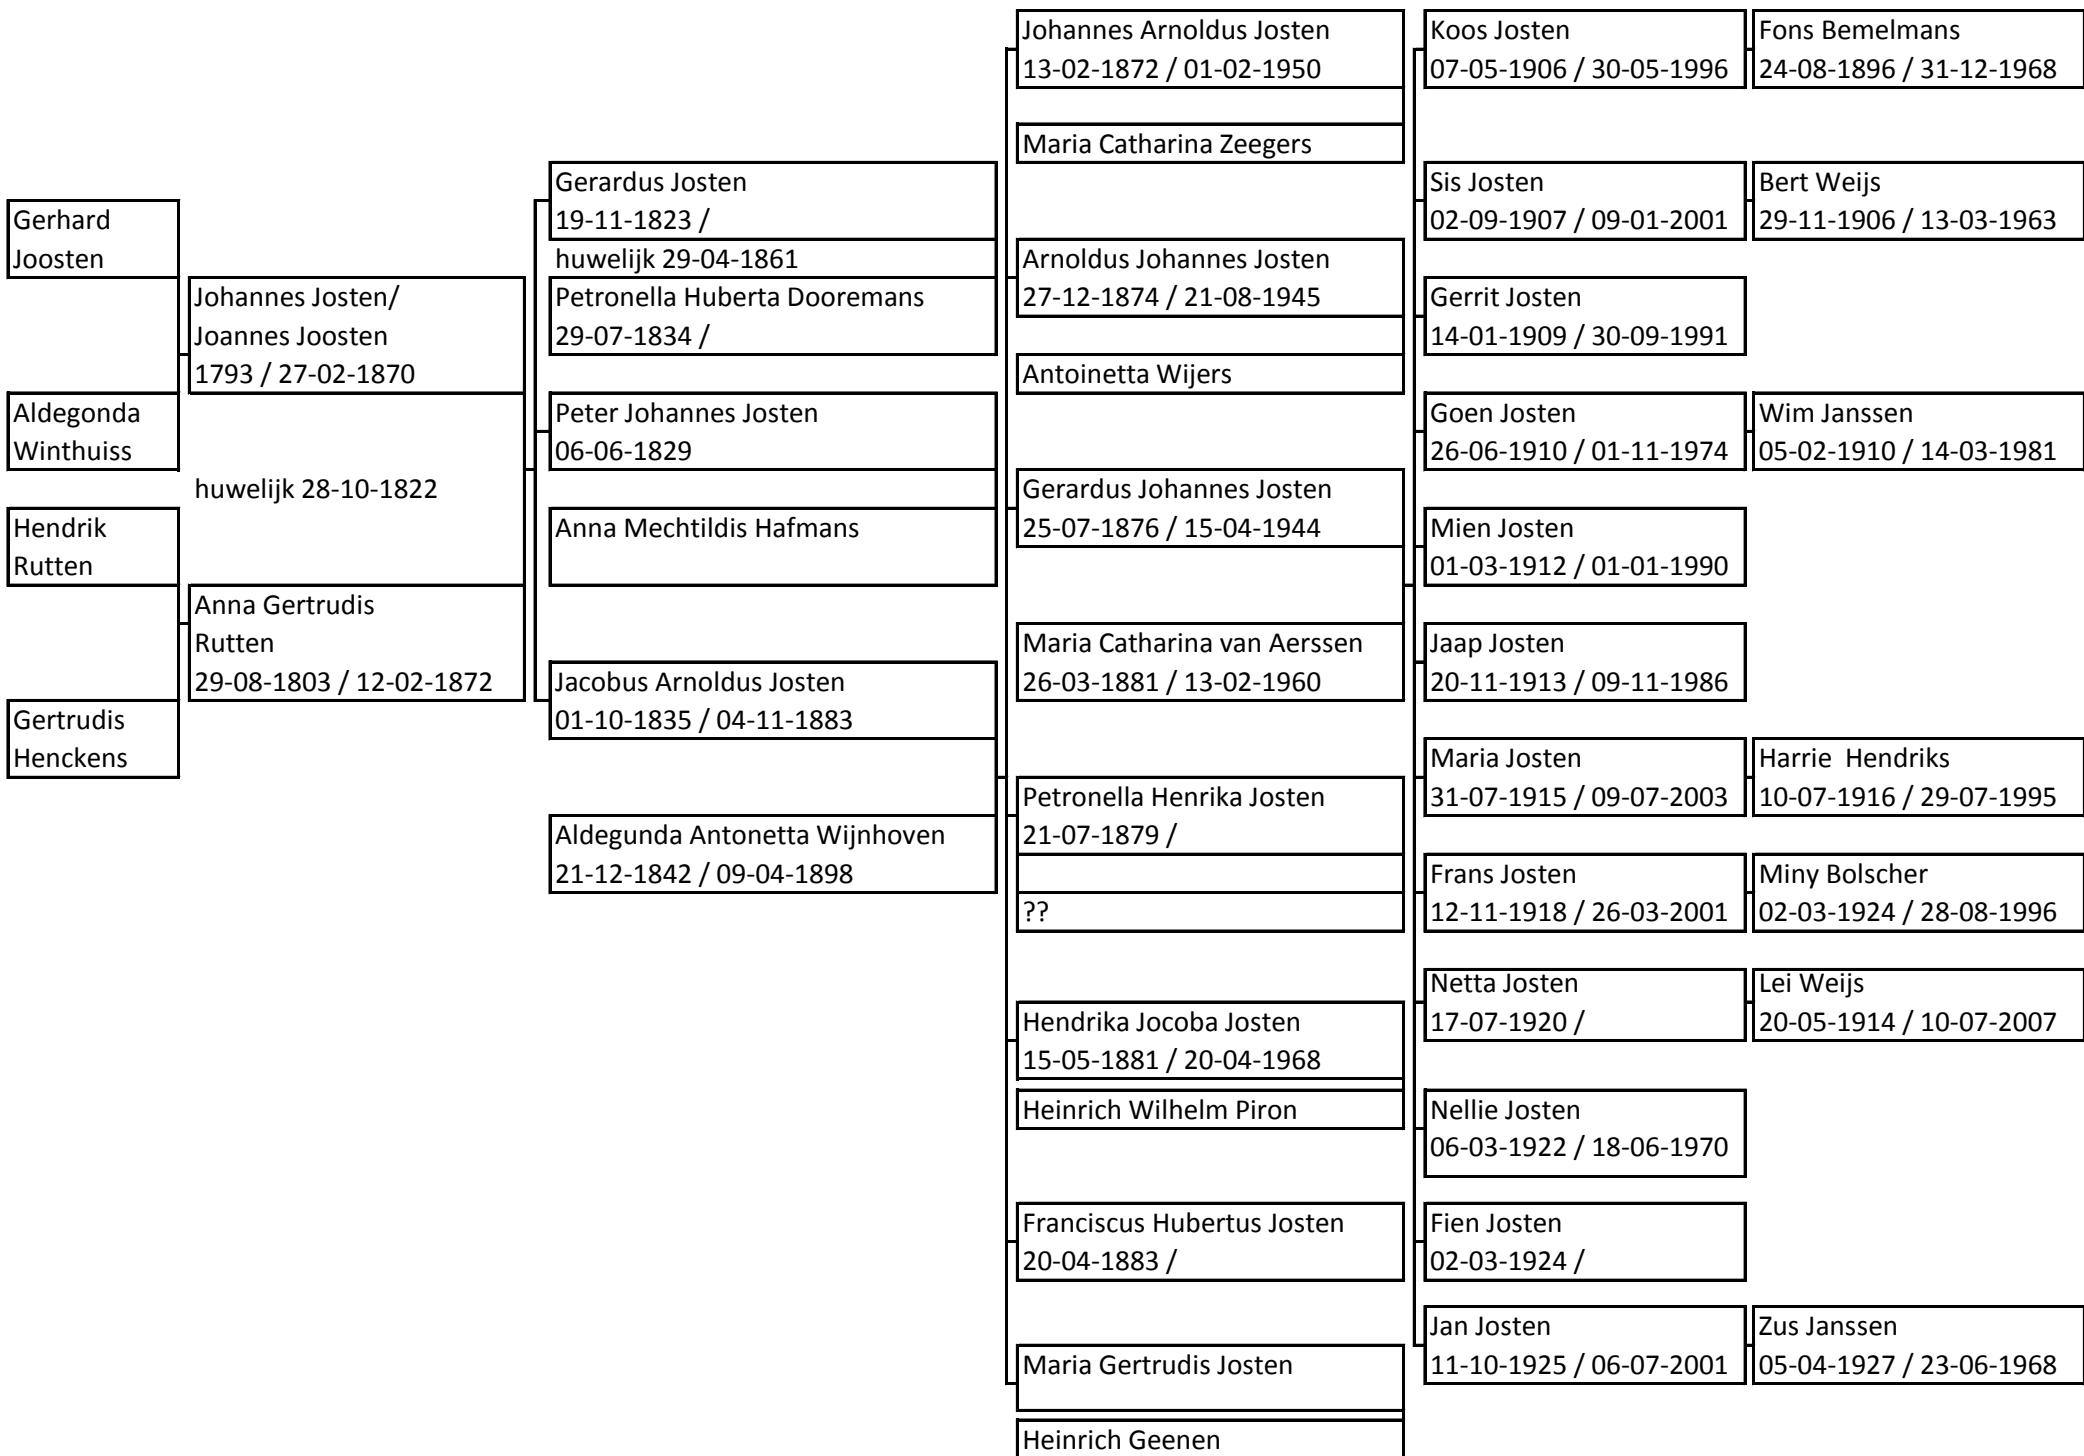 Gerhard
Joosten
Aldegonda
Winthuiss
Hendrik
Rutten
Gertrudis
Henckens
Johannes Josten/
Joannes Joosten
1793 / 27-02-1870
huwelijk 28-10-1822
Anna Gertrudis
Rutten
29-08-1803 / 12-02-1872
Gerardus Josten
19-11-1823 /
huwelijk 29-04-1861
Petronella Huberta Dooremans
29-07-1834 /
Peter Johannes Josten
06-06-1829
Anna Mechtildis Hafmans
Jacobus Arnoldus Josten
01-10-1835 / 04-11-1883
Aldegunda Antonetta Wijnhoven
21-12-1842 / 09-04-1898
Johannes Arnoldus Josten
13-02-1872 / 01-02-1950
Maria Catharina Zeegers
Arnoldus Johannes Josten
27-12-1874 / 21-08-1945
Antoinetta Wijers
Gerardus Johannes Josten
25-07-1876 / 15-04-1944
Maria Catharina van Aerssen
26-03-1881 / 13-02-1960
Petronella Henrika Josten
21-07-1879 /
??
Hendrika Jocoba Josten
15-05-1881 / 20-04-1968
Heinrich Wilhelm Piron
Franciscus Hubertus Josten
20-04-1883 /
Maria Gertrudis Josten
Heinrich Geenen
Koos Josten
07-05-1906 / 30-05-1996
Sis Josten
02-09-1907 / 09-01-2001
Gerrit Josten
14-01-1909 / 30-09-1991
Goen Josten
26-06-1910 / 01-11-1974
Mien Josten
01-03-1912 / 01-01-1990
Jaap Josten
20-11-1913 / 09-11-1986
Maria Josten
31-07-1915 / 09-07-2003
Frans Josten
12-11-1918 / 26-03-2001
Netta Josten
17-07-1920 /
Nellie Josten
06-03-1922 / 18-06-1970
Fien Josten
02-03-1924 /
Jan Josten
11-10-1925 / 06-07-2001
Fons Bemelmans
24-08-1896 / 31-12-1968
Bert Weijs
29-11-1906 / 13-03-1963
Wim Janssen
05-02-1910 / 14-03-1981
Harrie  Hendriks
10-07-1916 / 29-07-1995
Miny Bolscher
02-03-1924 / 28-08-1996
Lei Weijs
20-05-1914 / 10-07-2007
Zus Janssen
05-04-1927 / 23-06-1968